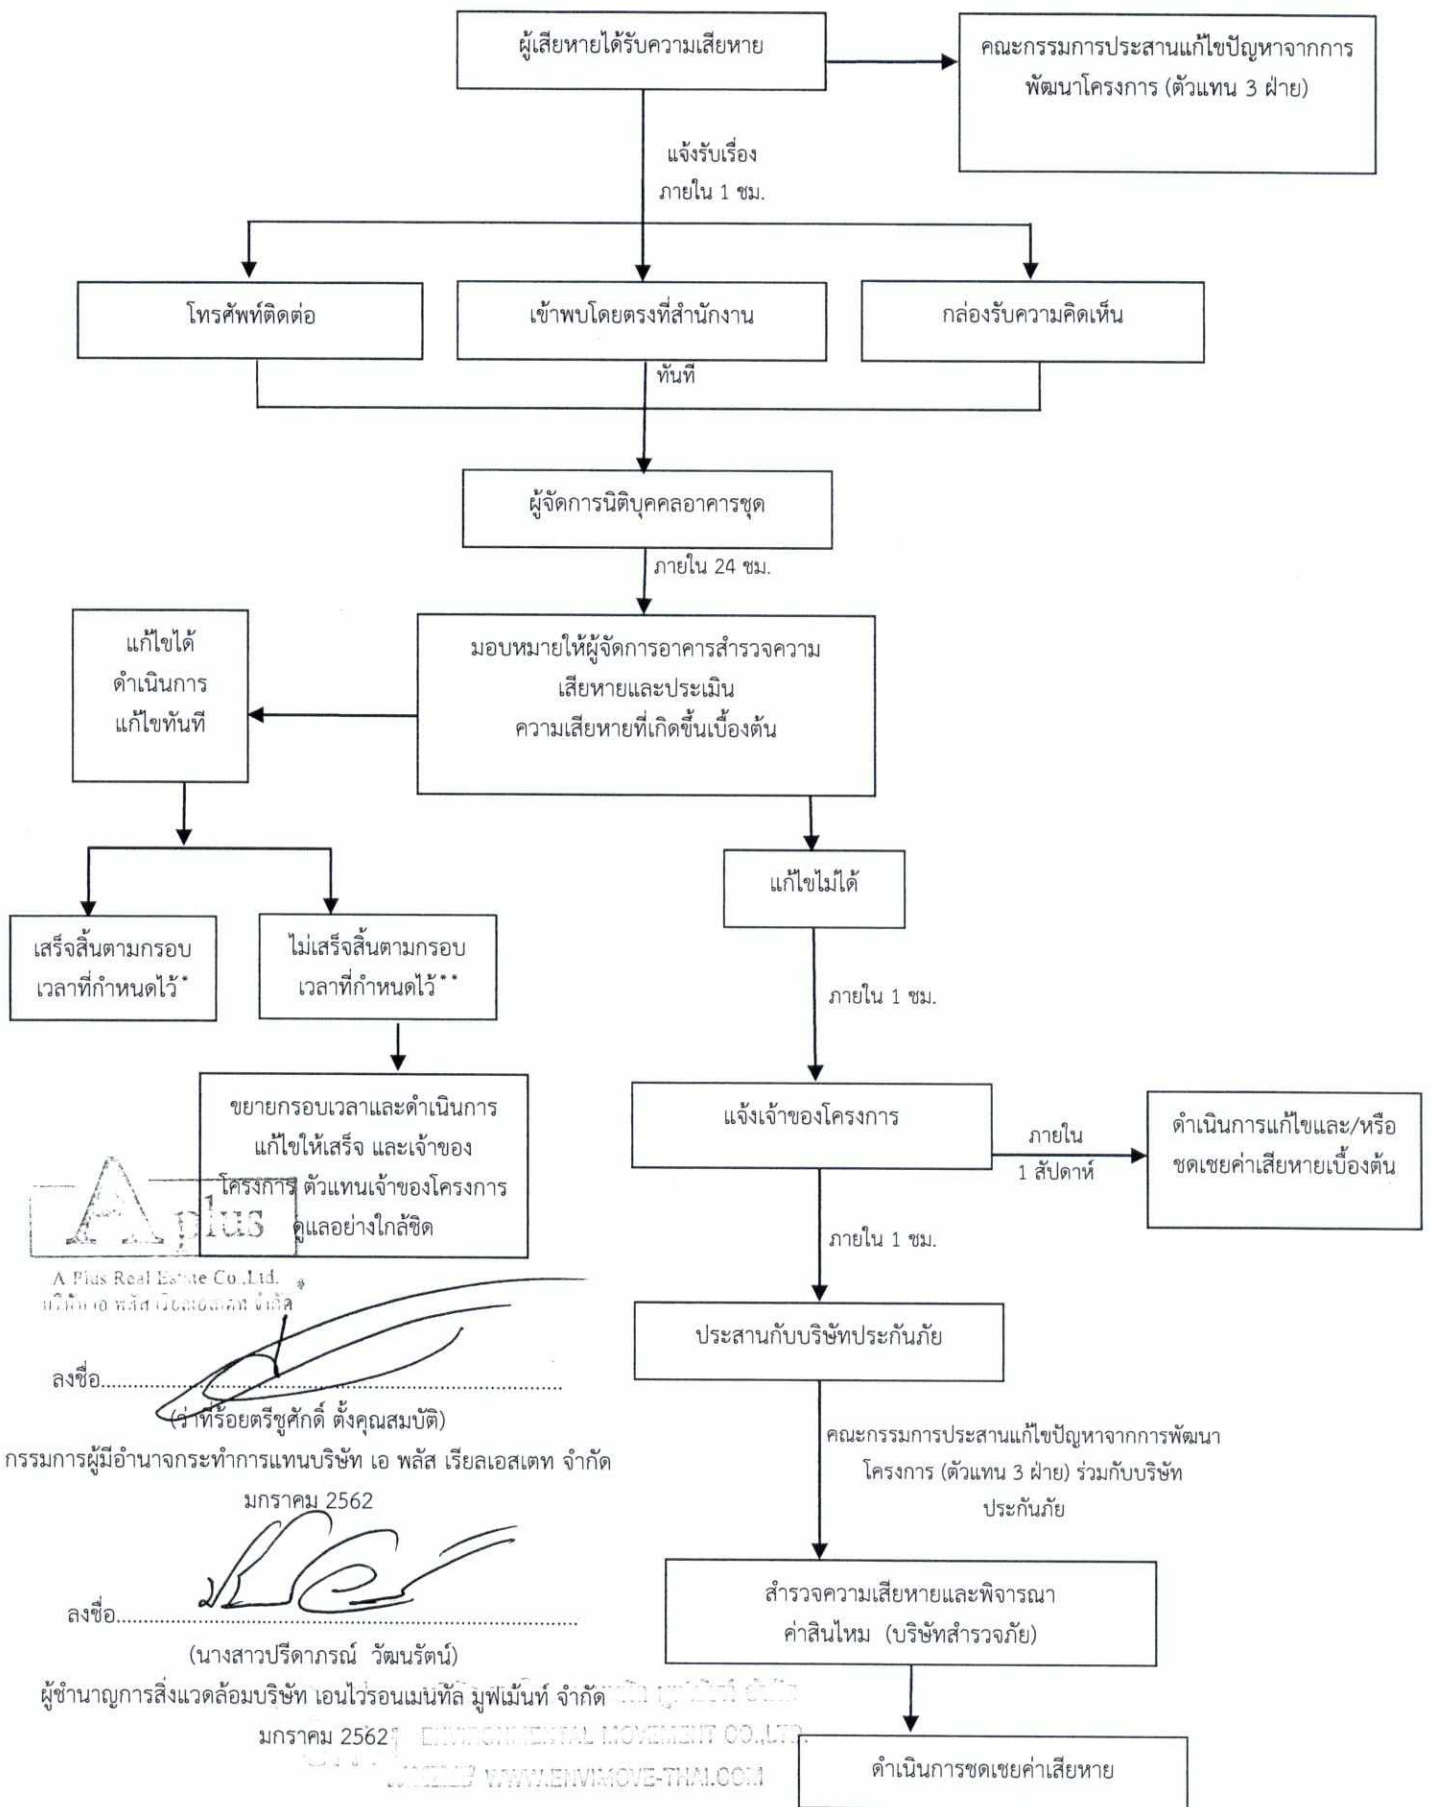 ผู้เสียหายได้รับความเสียหาย
คณะกรรมการประสานแก้ไขปัญหาจากการ
พัฒนาโครงการ (ตัวแทน 3 ฝ่าย)
แจ้งรับเรื่อง
ภายใน 1 ชม.
โทรศัพท์ติดต่อ
เข้าพบโดยตรงที่สำนักงาน
กล่องรับความคิดเห็น
ทันที
ผู้จัดการนิติบุคคลอาคารชุด
ภายใน 24 ชม.
แก้ไขได้
ดำเนินการ
แก้ไขทันที
มอบหมายให้ผู้จัดการอาคารสำรวจความ
เสียหายและประเมิน
ความเสียหายที่เกิดขึ้นเบื้องต้น
แก้ไขไม่ได้
เสร็จสิ้นตามกรอบ
เวลาที่กำหนดไว้*
ไม่เสร็จสิ้นตามกรอบ
เวลาที่กำหนดไว้**
ภายใน 1 ชม.
ขยายกรอบเวลาและดำเนินการ
แก้ไขให้เสร็จ และเจ้าของ
โครงการ ตัวแทนเจ้าของโครงการ
ดูแลอย่างใกล้ชิด
แจ้งเจ้าของโครงการ
ภายใน
1 สัปดาห์
ดำเนินการแก้ไขและ/หรือ
ชดเชยค่าเสียหายเบื้องต้น
ภายใน 1 ชม.
A plus
A Plus Real Estate Co.,Ltd.
บริษัท เอ พลัส เรียลเอสเตท จำกัด
ประสานกับบริษัทประกันภัย
ลงชื่อ
(ว่าที่ร้อยตรีชูศักดิ์ ตั้งคุณสมบัติ)
กรรมการผู้มีอำนาจกระทำการแทนบริษัท เอ พลัส เรียลเอสเตท จำกัด
มกราคม 2562
คณะกรรมการประสานแก้ไขปัญหาจากการพัฒนา
โครงการ (ตัวแทน 3 ฝ่าย) ร่วมกับบริษัท
ประกันภัย
สำรวจความเสียหายและพิจารณา
ค่าสินไหม (บริษัทสำรวจภัย)
ลงชื่อ
(นางสาวปรีดาภรณ์ วัฒนรัตน์)
ผู้ชำนาญการสิ่งแวดล้อมบริษัท เอนไวรอนเมนทัล มูฟเม้นท์ จำกัด
มกราคม 2562
ENVIRONMENTAL MOVEMENT CO.,LTD.
WWW.ENVIMOVE-THAI.COM
ดำเนินการชดเชยค่าเสียหาย